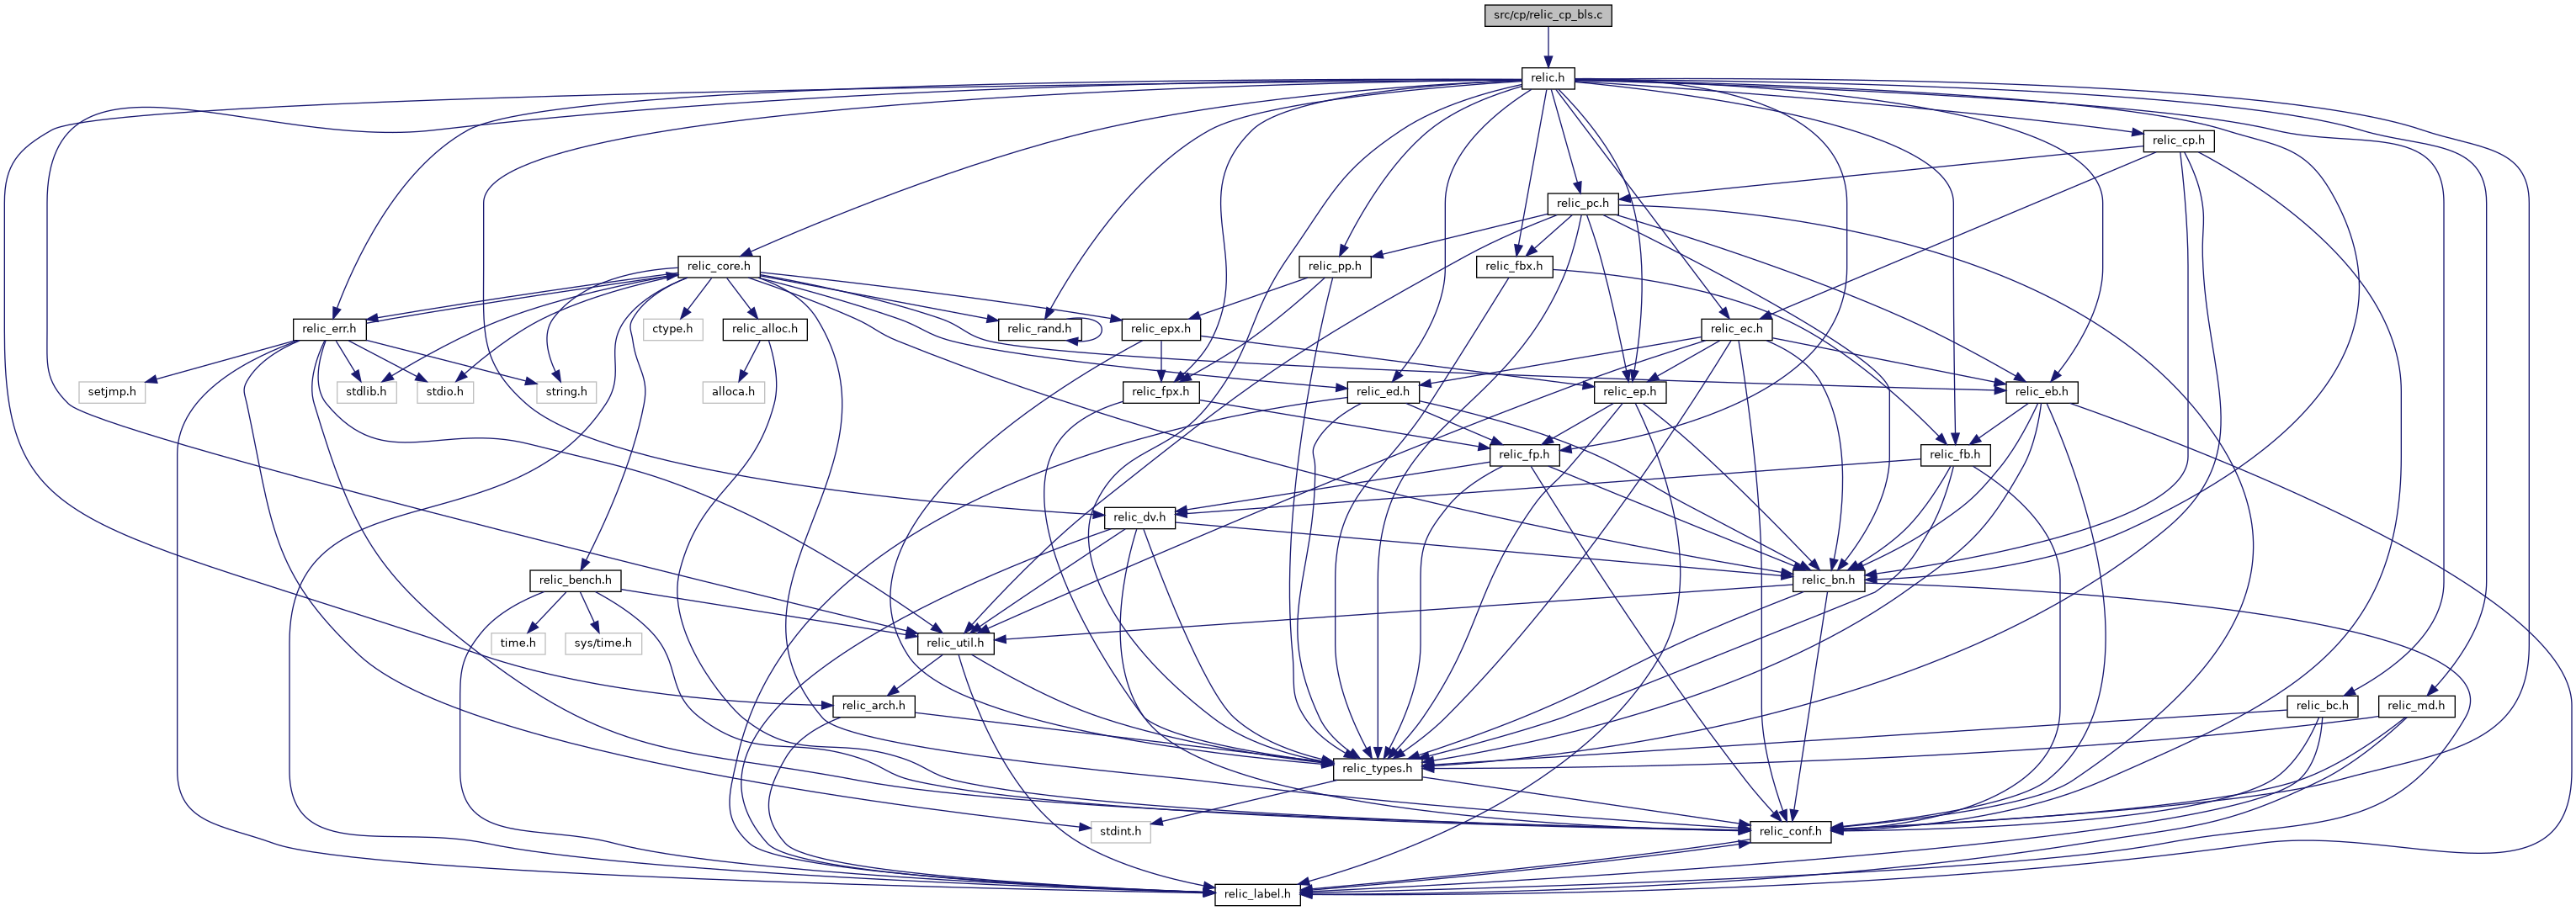 src/cp/relic_cp_bls.c
relic.h
relic_cp.h
relic_pc.h
relic_core.h
relic_pp.h
relic_fbx.h
relic_err.h
ctype.h
relic_alloc.h
relic_rand.h
relic_epx.h
relic_ec.h
setjmp.h
stdlib.h
stdio.h
string.h
alloca.h
relic_fpx.h
relic_ed.h
relic_ep.h
relic_eb.h
relic_fp.h
relic_fb.h
relic_dv.h
relic_bench.h
relic_bn.h
time.h
sys/time.h
relic_util.h
relic_arch.h
relic_bc.h
relic_md.h
relic_types.h
stdint.h
relic_conf.h
relic_label.h